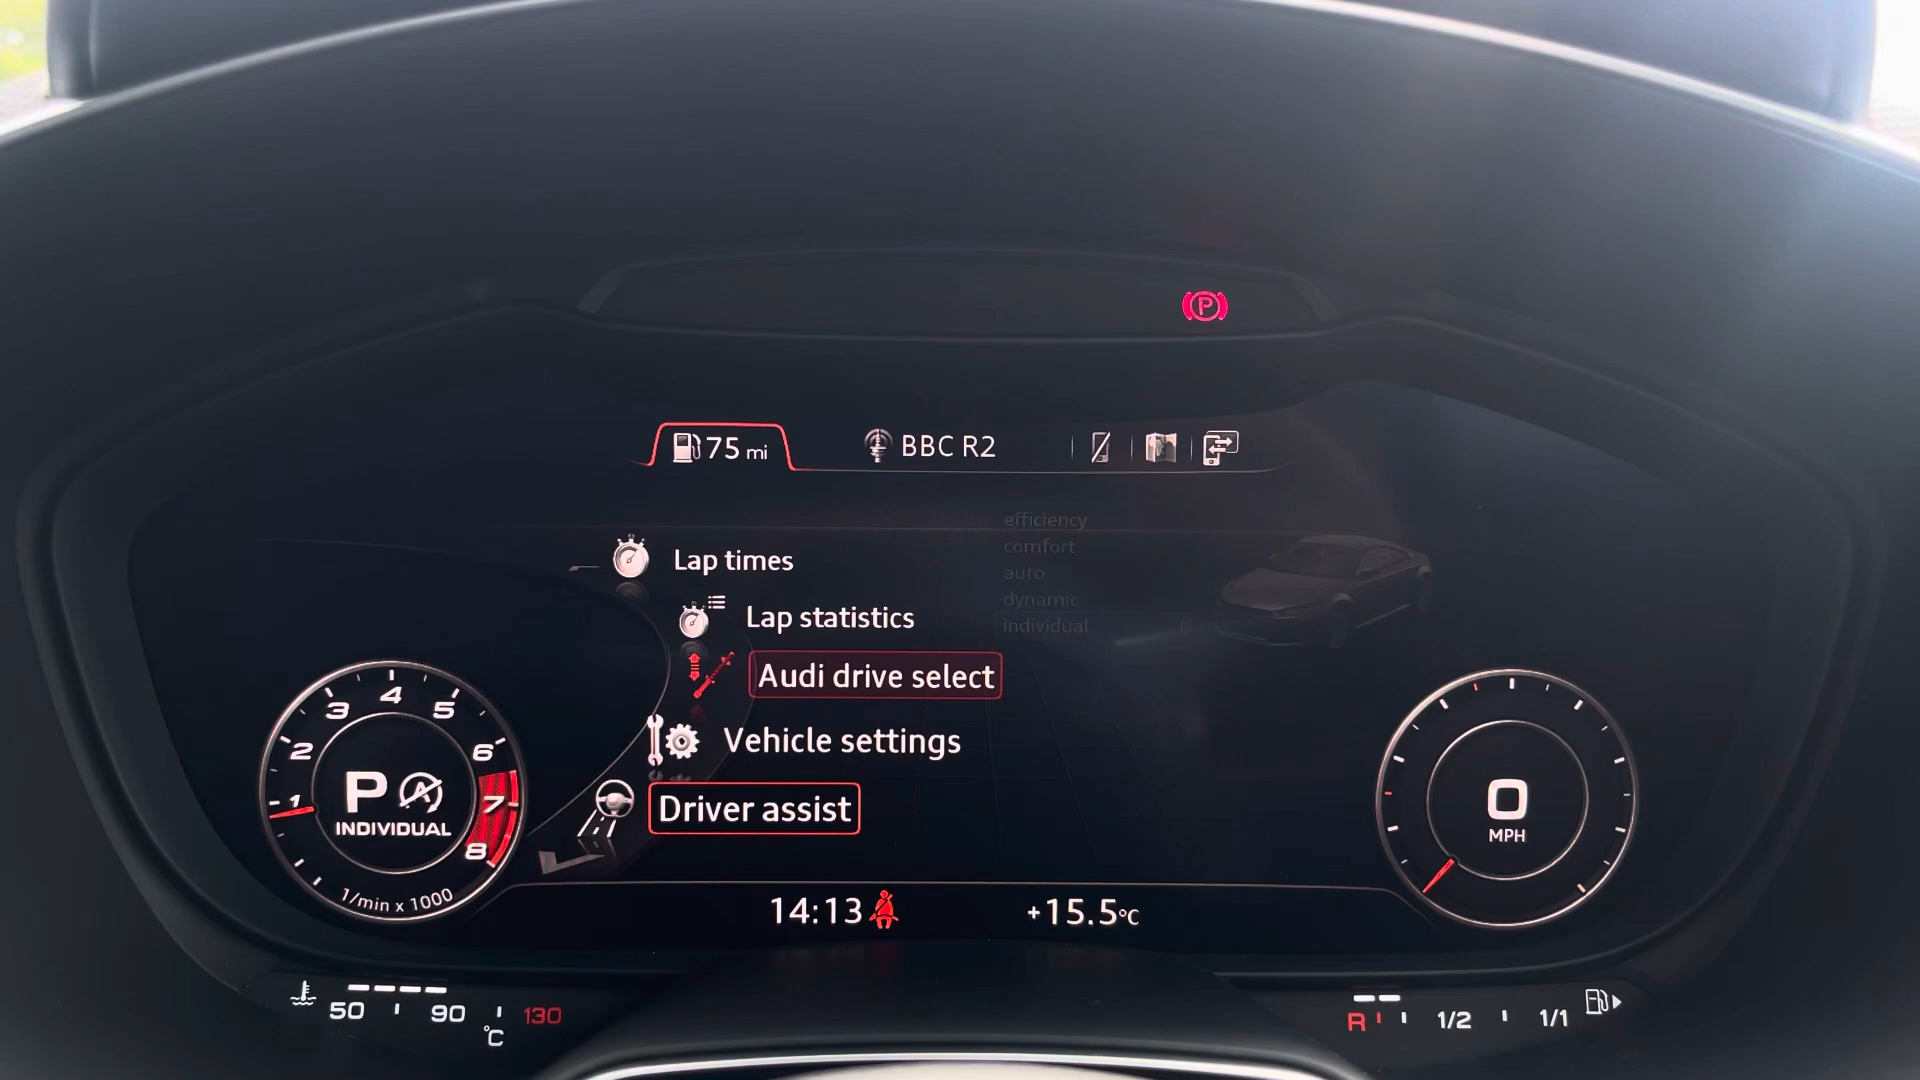 P
75 mi
BBC R2
efficiency
comfort
auto
dynamic
individual
Lap times
Lap statistics
Audi drive select
Vehicle settings
Driver assist
1 2 3 4 5 6 7 8
P A
INDIVIDUAL
1/min x 1000
0
MPH
14:13
+15.5°C
50 90 130
°C
R 1/2 1/1